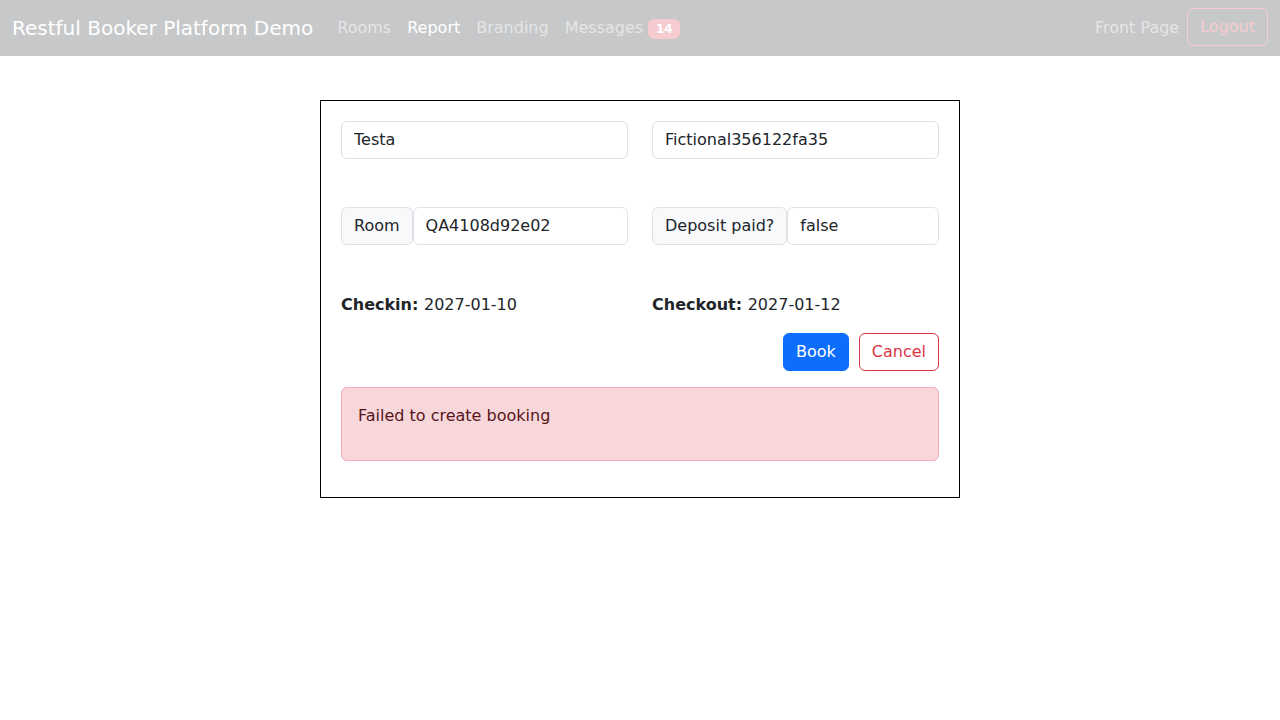 Restful Booker Platform Demo Rooms Report Branding Messages 14 Front Page Logout
Testa Fictional356122fa35
Room QA4108d92e02 Deposit paid? false
Checkin: 2027-01-10 Checkout: 2027-01-12
Book Cancel
Failed to create booking